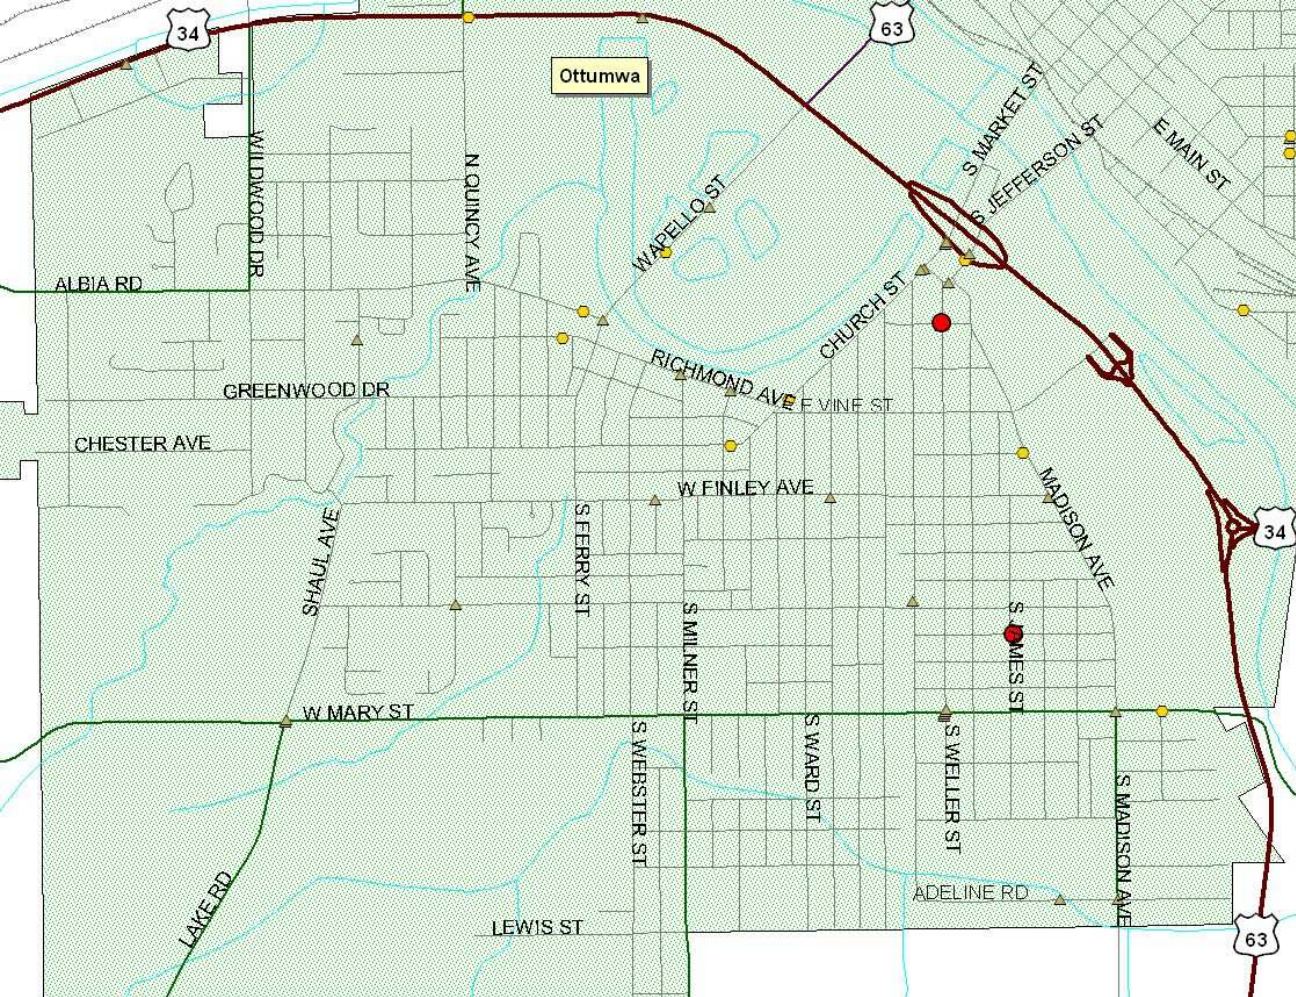 34
63
Ottumwa
S MARKET ST
S JEFFERSON ST
E MAIN ST
WILDWOOD DR
N QUINCY AVE
WAPELLO ST
ALBIA RD
CHURCH ST
RICHMOND AVE
GREENWOOD DR
E VINE ST
CHESTER AVE
W FINLEY AVE
MADISON AVE
SHAUL AVE
S FERRY ST
34
S MILNER ST
W MARY ST
S WEBSTER ST
S WARD ST
S WELLER ST
S MADISON AVE
LAKE RD
ADELINE RD
LEWIS ST
63